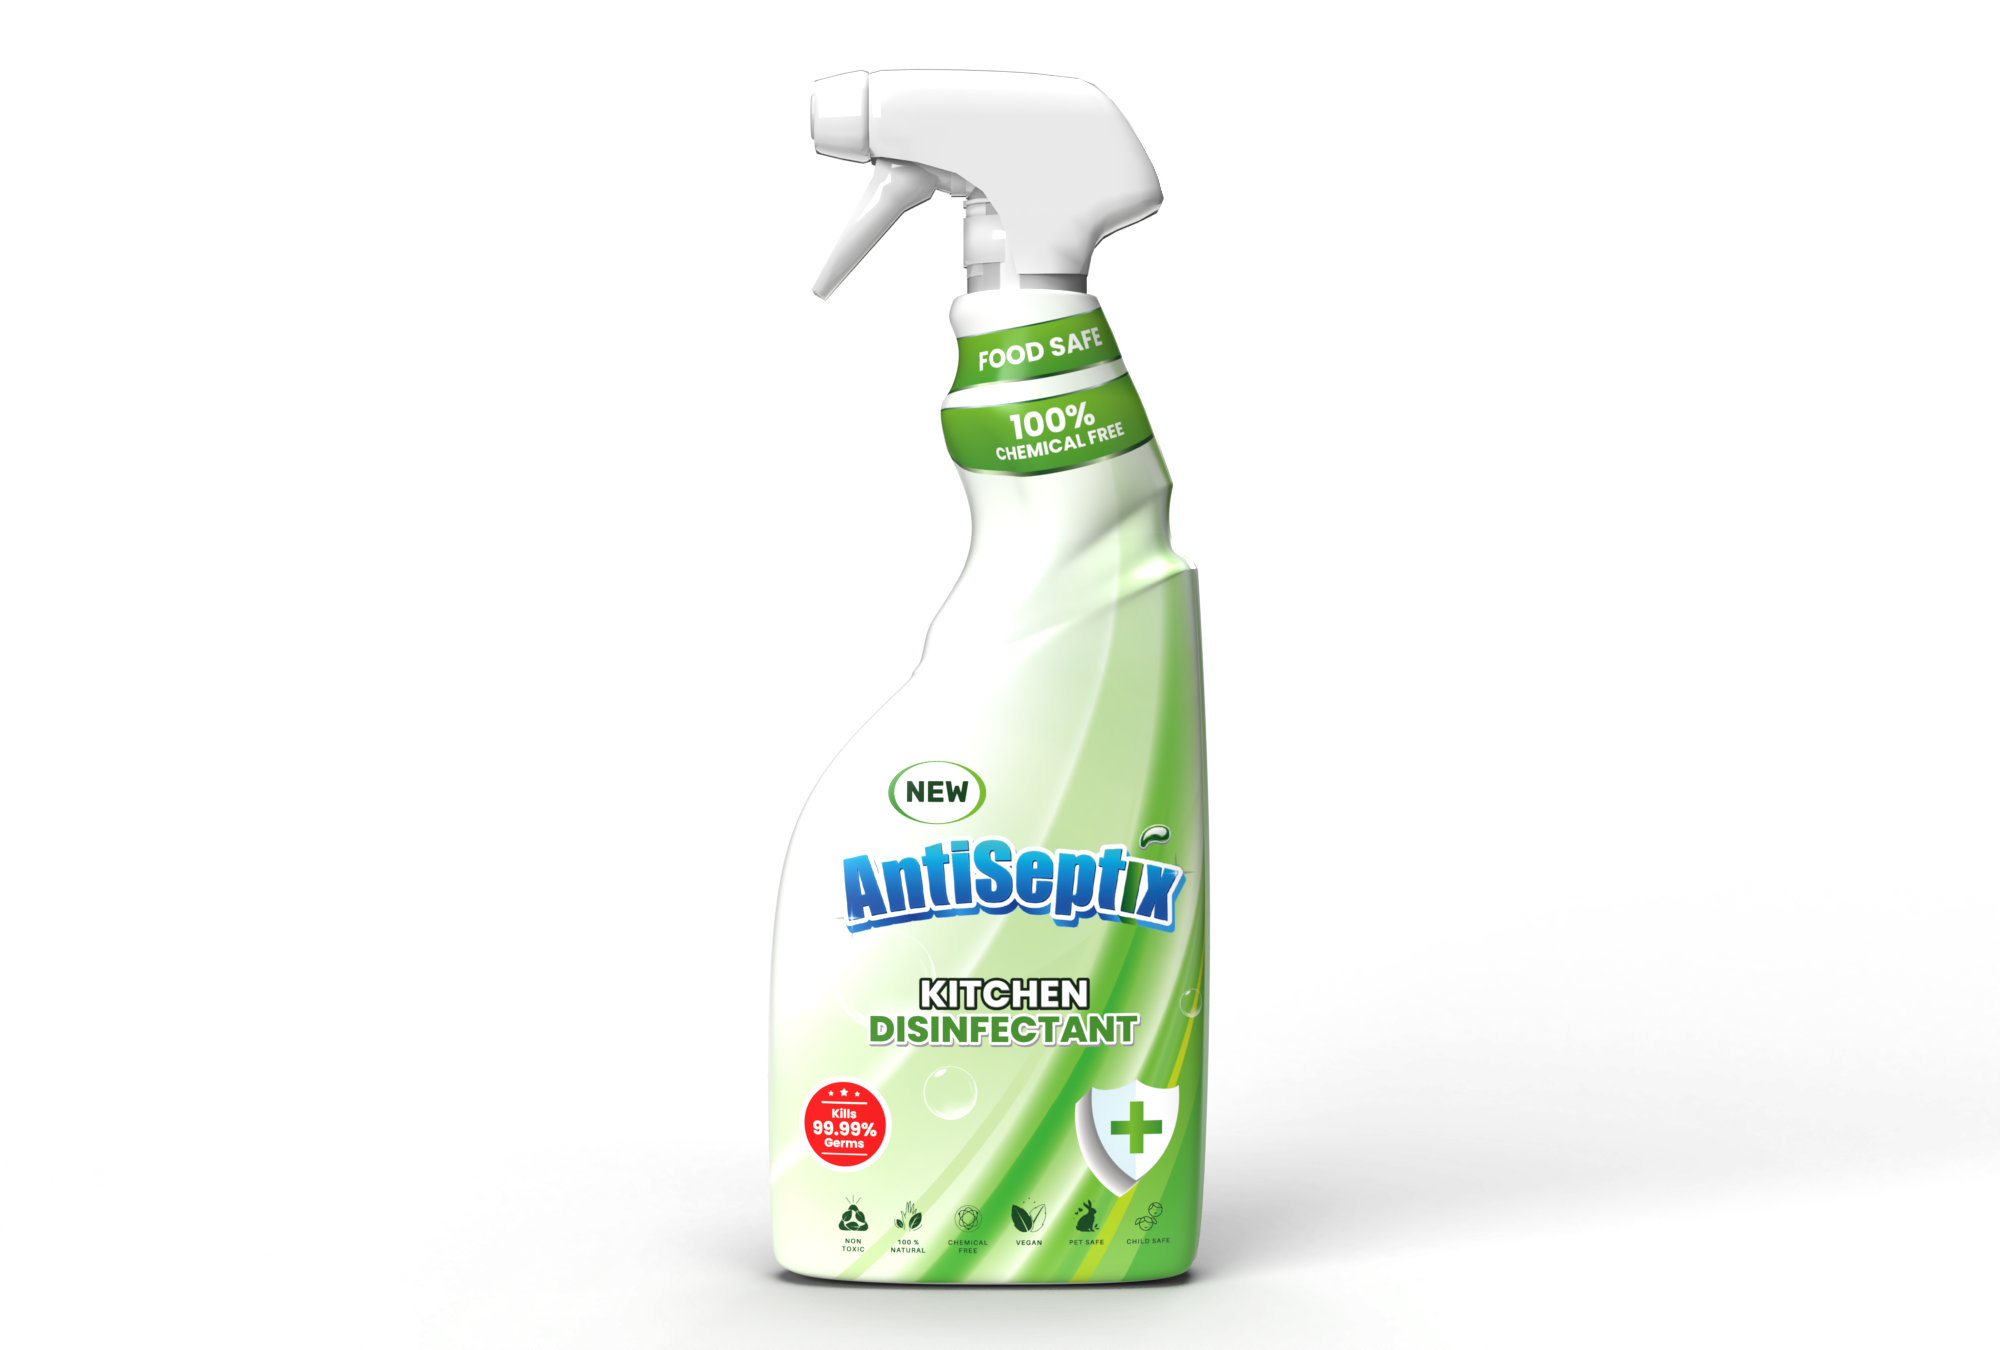 FOOD SAFE
100%
CHEMICAL FREE
NEW
AntiSeptix
KITCHEN
DISINFECTANT
Kills
99.99%
Germs
NON
TOXIC
100 %
NATURAL
CHEMICAL
FREE
VEGAN
PET SAFE
CHILD SAFE